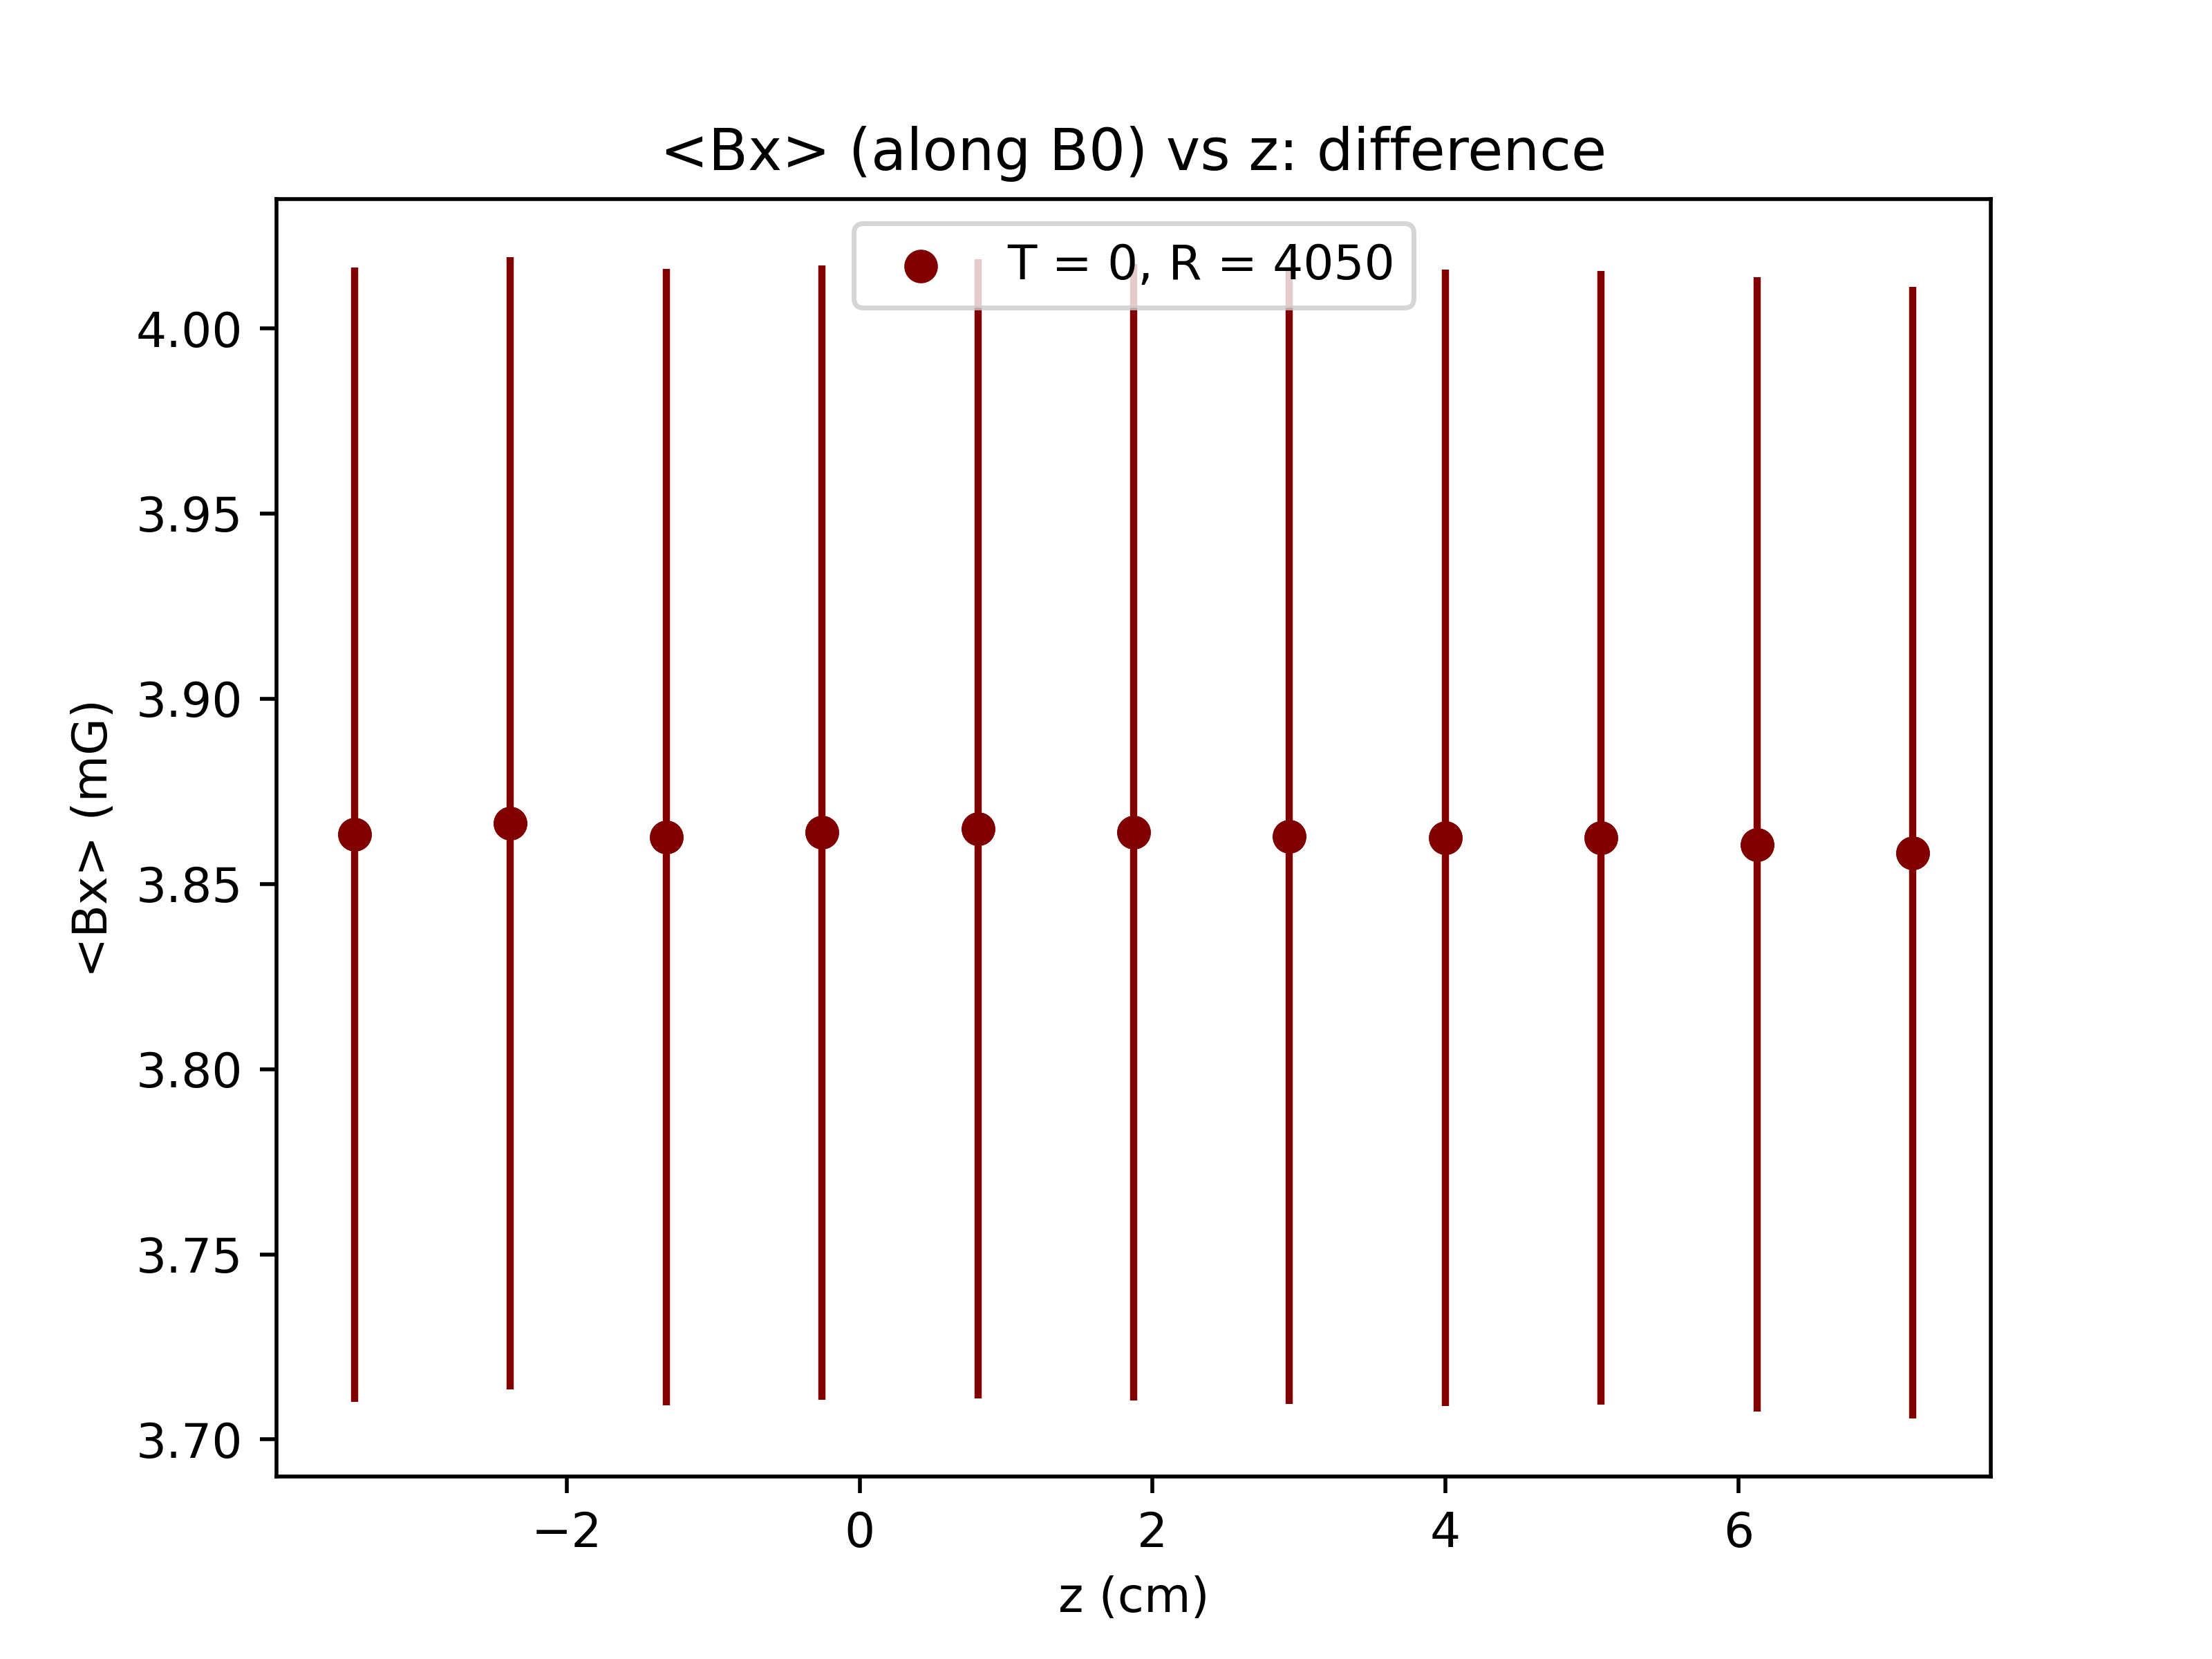 <Bx> (along B0) vs z: difference
T = 0, R = 4050
<Bx> (mG)
4.00
3.95
3.90
3.85
3.80
3.75
3.70
−2 0 2 4 6
z (cm)